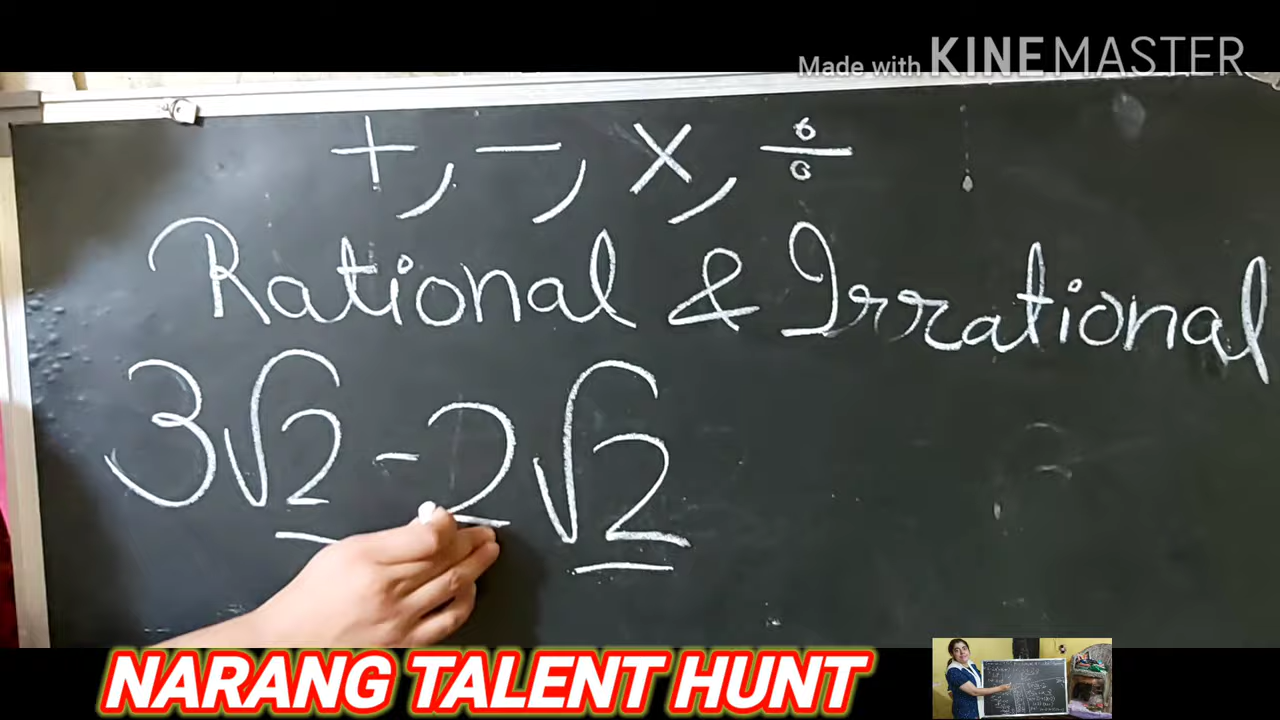 Made with KINEMASTER
+, −, ×, ÷
Rational & Irrational
3√2 - 2√2
NARANG TALENT HUNT